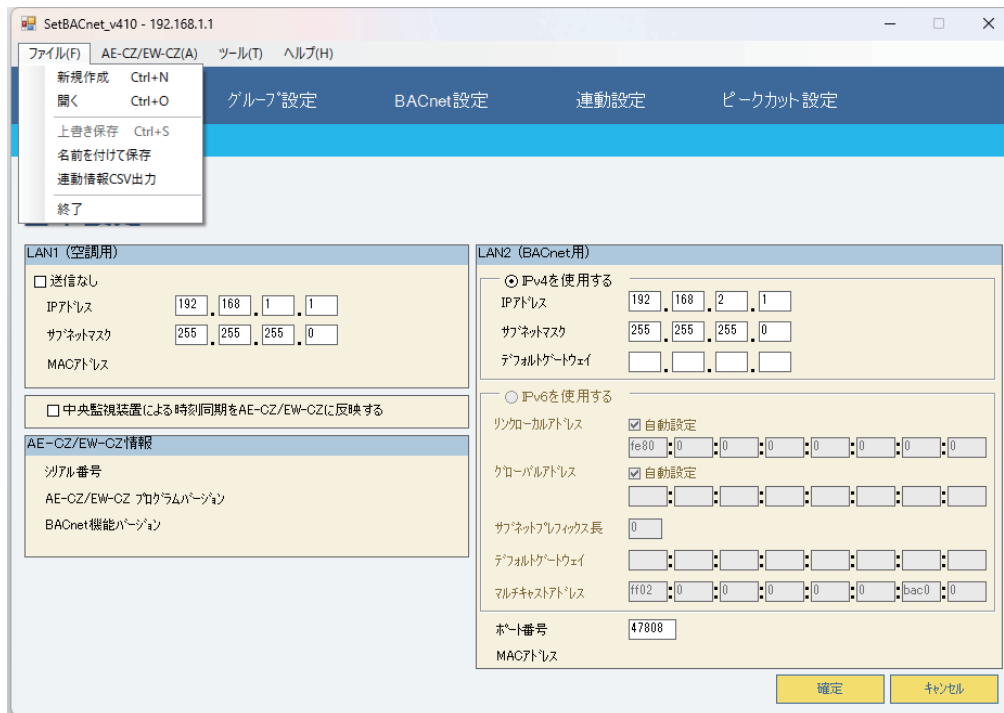 SetBACnet_v410 - 192.168.1.1
ファイル(F) AE-CZ/EW-CZ(A) ツール(T) ヘルプ(H)
新規作成 Ctrl+N
開く Ctrl+O
上書き保存 Ctrl+S
名前を付けて保存
連動情報CSV出力
終了
グループ設定 BACnet設定 連動設定 ピークカット設定
LAN1 (空調用)
送信なし
IPアドレス 192 . 168 . 1 . 1
サブネットマスク 255 . 255 . 255 . 0
MACアドレス
中央監視装置による時刻同期をAE-CZ/EW-CZに反映する
AE-CZ/EW-CZ情報
シリアル番号
AE-CZ/EW-CZ プログラムバージョン
BACnet機能バージョン
LAN2 (BACnet用)
IPv4を使用する
IPアドレス 192 . 168 . 2 . 1
サブネットマスク 255 . 255 . 255 . 0
デフォルトゲートウェイ . . .
IPv6を使用する
リンクローカルアドレス 自動設定
fe80 : 0 : 0 : 0 : 0 : 0 : 0 : 0
グローバルアドレス 自動設定
: : : : : : :
サブネットプレフィックス長 0
デフォルトゲートウェイ : : : : : : :
マルチキャストアドレス ff02 : 0 : 0 : 0 : 0 : 0 : bac0 : 0
ポート番号 47808
MACアドレス
確定 キャンセル